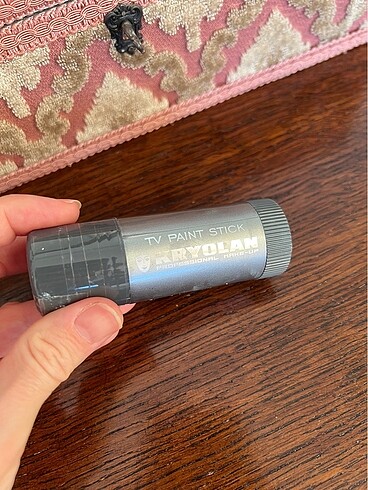 TV PAINT STICK
KRYOLAN
PROFESSIONAL MAKE-UP